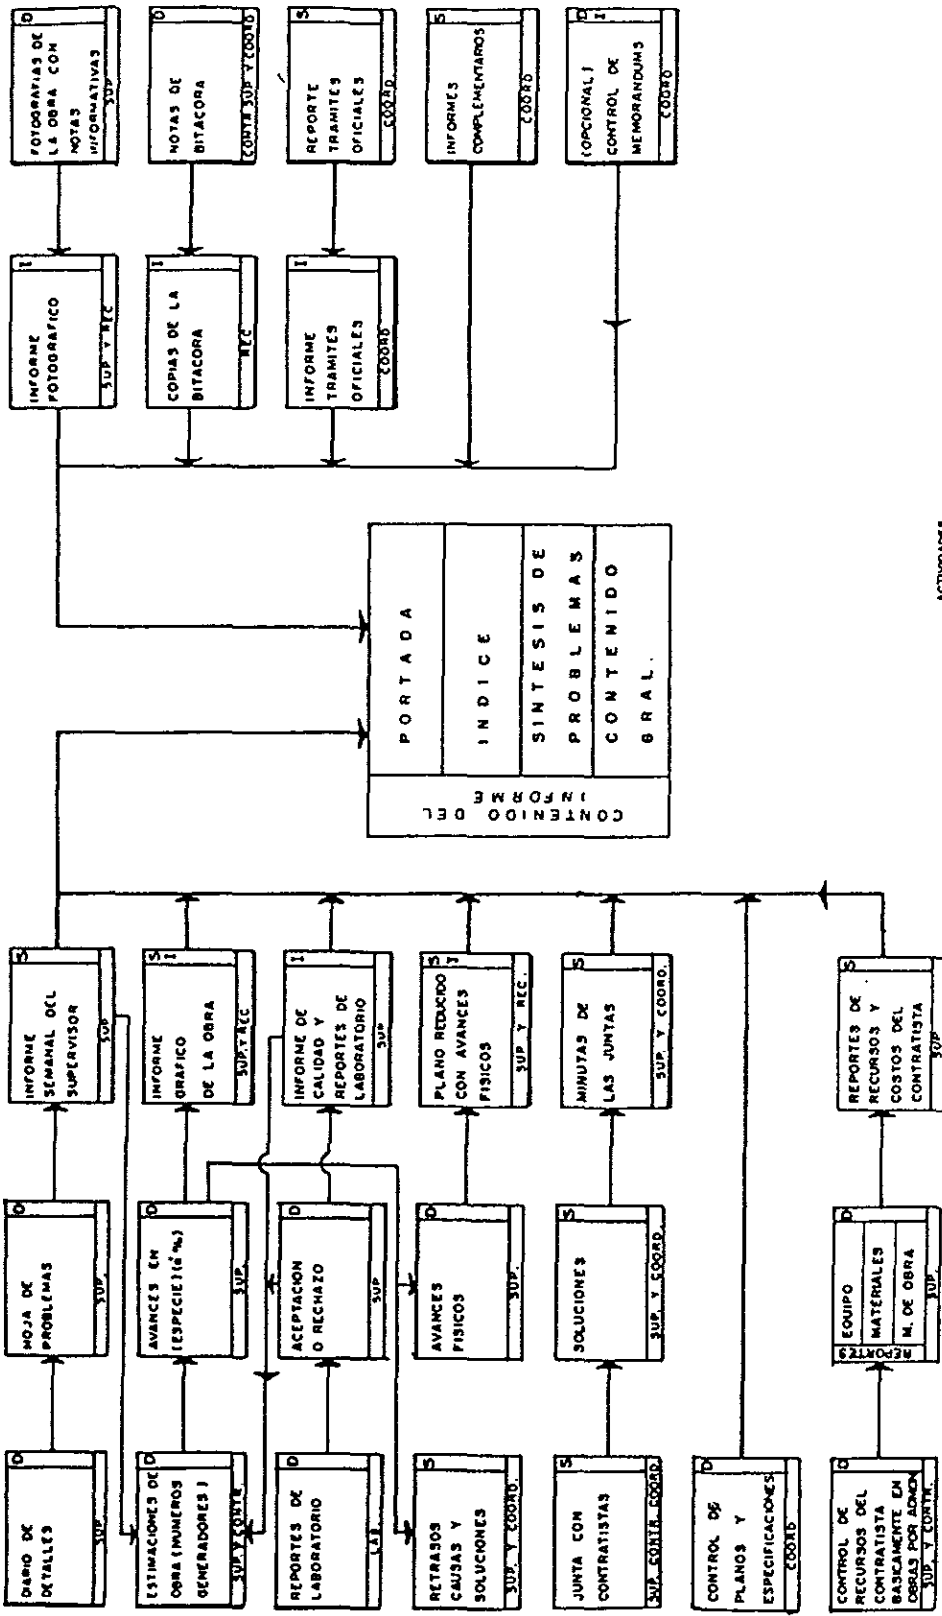 FOTOGRAFIAS DE
LA OBRA CON
NOTAS
INFORMATIVAS
D
SUP
NOTAS DE
BITACORA
D
CONTR SUP Y COORD
REPORTE
TRAMITES
OFICIALES
S
COORD
INFORMES
COMPLEMENTARIOS
S
COORD
(OPCIONAL)
CONTROL DE
MEMORANDUMS
D
I
COORD
INFORME
FOTOGRAFICO
I
SUP Y REC
COPIAS DE LA
BITACORA
I
REC
INFORME
TRAMITES
OFICIALES
I
COORD
CONTENIDO DEL
INFORME
PORTADA
INDICE
SINTESIS DE
PROBLEMAS
CONTENIDO
GRAL.
INFORME
SEMANAL DEL
SUPERVISOR
S
SUP
INFORME
GRAFICO
DE LA OBRA
S
I
SUP. Y REC
INFORME DE
CALIDAD Y
REPORTES DE
LABORATORIO
I
SUP
PLANO REDUCIDO
CON AVANCES
FISICOS
S
SUP Y REC.
MINUTAS DE
LAS JUNTAS
S
SUP. Y COORD.
REPORTES DE
RECURSOS Y
COSTOS DEL
CONTRATISTA
S
SUP
HOJA DE
PROBLEMAS
D
SUP
AVANCES EN
(ESPECIE) (ó %)
D
SUP
ACEPTACION
O RECHAZO
D
SUP
AVANCES
FISICOS
D
SUP.
SOLUCIONES
S
SUP. Y COORD.
REPORTES
EQUIPO
MATERIALES
M. DE OBRA
D
SUP.
DIARIO DE
DETALLES
D
SUP
ESTIMACIONES DE
OBRA (NUMEROS
GENERADORES)
D
SUP. Y CONTR.
REPORTES DE
LABORATORIO
D
LAB
RETRASOS
CAUSAS Y
SOLUCIONES
S
SUP. Y COORD.
JUNTA CON
CONTRATISTAS
S
SUP. CONTR. COORD.
CONTROL DE
PLANOS Y
ESPECIFICACIONES
D
COORD
CONTROL DE
RECURSOS DEL
CONTRATISTA
BASICAMENTE EN
OBRAS POR ADMON
D
SUP. Y CONTR.